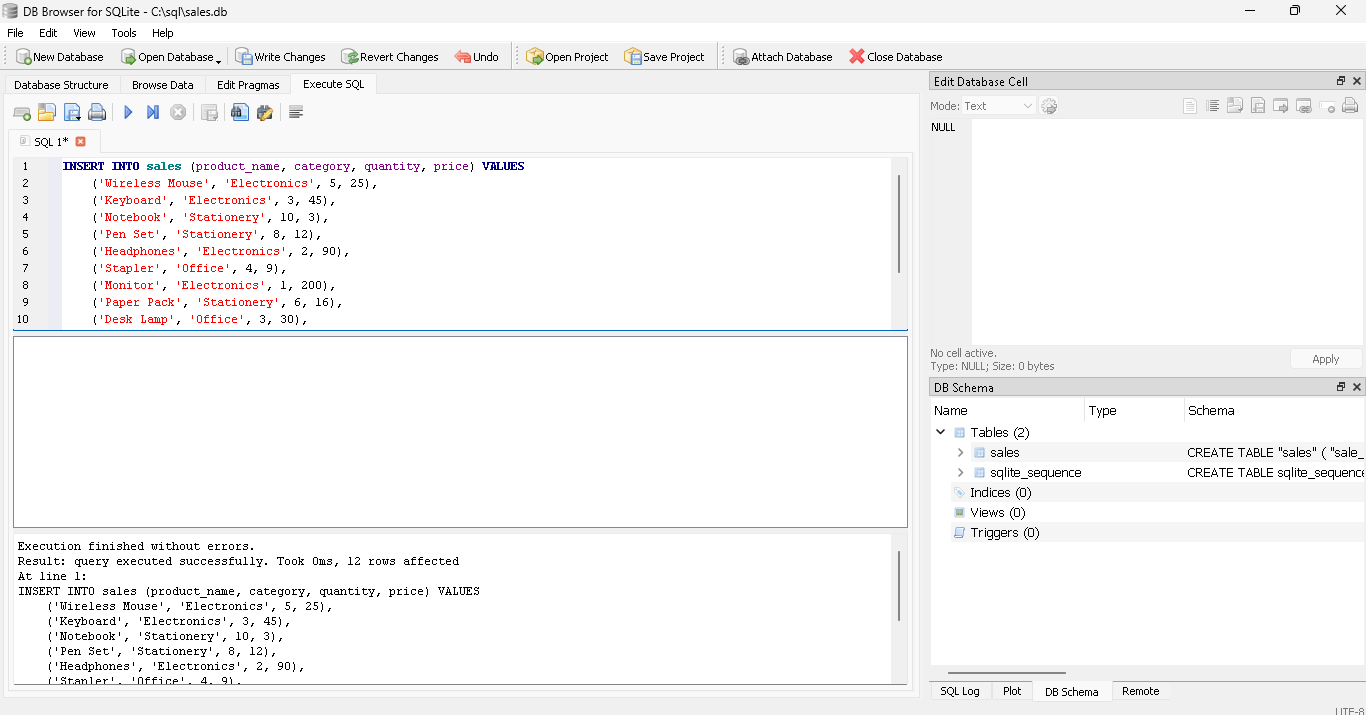 DB Browser for SQLite - C:\sql\sales.db
File Edit View Tools Help
New Database Open Database Write Changes Revert Changes Undo Open Project Save Project Attach Database Close Database
Database Structure Browse Data Edit Pragmas Execute SQL
SQL 1*
1 INSERT INTO sales (product_name, category, quantity, price) VALUES
2 ('Wireless Mouse', 'Electronics', 5, 25),
3 ('Keyboard', 'Electronics', 3, 45),
4 ('Notebook', 'Stationery', 10, 3),
5 ('Pen Set', 'Stationery', 8, 12),
6 ('Headphones', 'Electronics', 2, 90),
7 ('Stapler', 'Office', 4, 9),
8 ('Monitor', 'Electronics', 1, 200),
9 ('Paper Pack', 'Stationery', 6, 16),
10 ('Desk Lamp', 'Office', 3, 30),
Execution finished without errors.
Result: query executed successfully. Took 0ms, 12 rows affected
At line 1:
INSERT INTO sales (product_name, category, quantity, price) VALUES
('Wireless Mouse', 'Electronics', 5, 25),
('Keyboard', 'Electronics', 3, 45),
('Notebook', 'Stationery', 10, 3),
('Pen Set', 'Stationery', 8, 12),
('Headphones', 'Electronics', 2, 90),
('Stapler', 'Office', 4, 9),
Edit Database Cell
Mode: Text
NULL
No cell active.
Type: NULL; Size: 0 bytes
Apply
DB Schema
Name Type Schema
Tables (2)
sales CREATE TABLE "sales" ( "sale_
sqlite_sequence CREATE TABLE sqlite_sequence
Indices (0)
Views (0)
Triggers (0)
SQL Log Plot DB Schema Remote
UTF-8